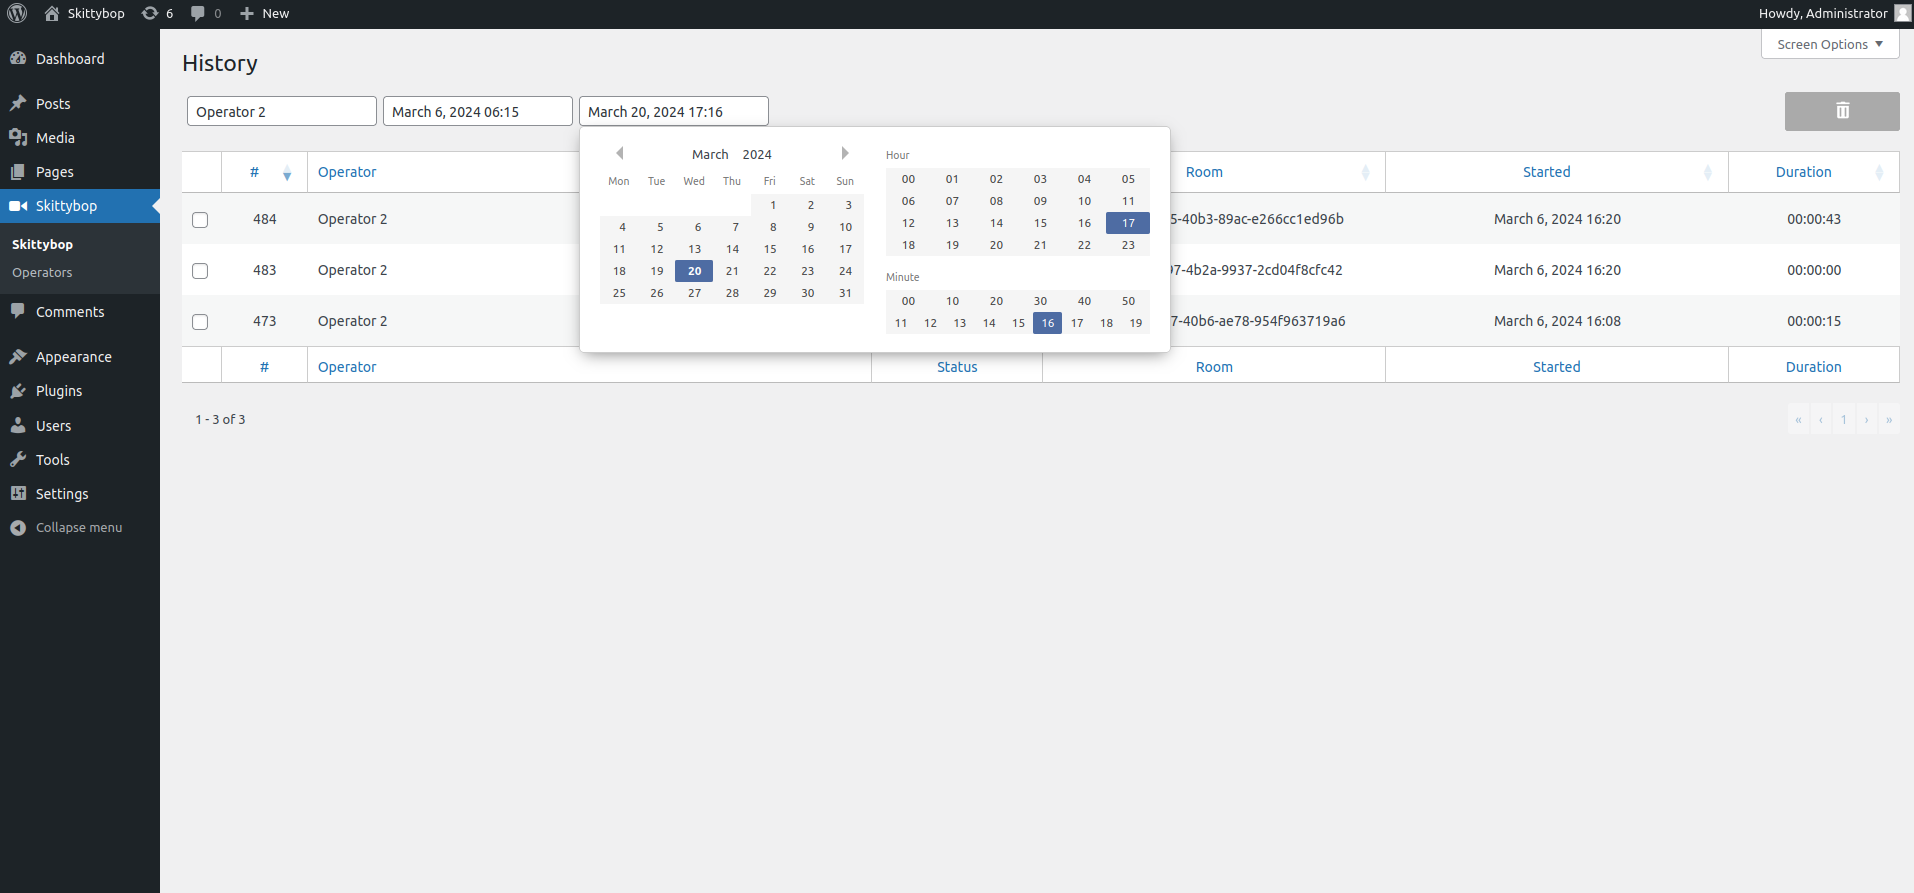 Skittybop 6 0 New Howdy, Administrator
Screen Options
Dashboard
Posts
Media
Pages
Skittybop
Skittybop
Operators
Comments
Appearance
Plugins
Users
Tools
Settings
Collapse menu
History
Operator 2 March 6, 2024 06:15 March 20, 2024 17:16
# Operator Room Started Duration
484 Operator 2 5-40b3-89ac-e266cc1ed96b March 6, 2024 16:20 00:00:43
483 Operator 2 97-4b2a-9937-2cd04f8cfc42 March 6, 2024 16:20 00:00:00
473 Operator 2 7-40b6-ae78-954f963719a6 March 6, 2024 16:08 00:00:15
# Operator Status Room Started Duration
March 2024
Mon Tue Wed Thu Fri Sat Sun
1 2 3
4 5 6 7 8 9 10
11 12 13 14 15 16 17
18 19 20 21 22 23 24
25 26 27 28 29 30 31
Hour
00 01 02 03 04 05
06 07 08 09 10 11
12 13 14 15 16 17
18 19 20 21 22 23
Minute
00 10 20 30 40 50
11 12 13 14 15 16 17 18 19
1 - 3 of 3
« ‹ 1 › »